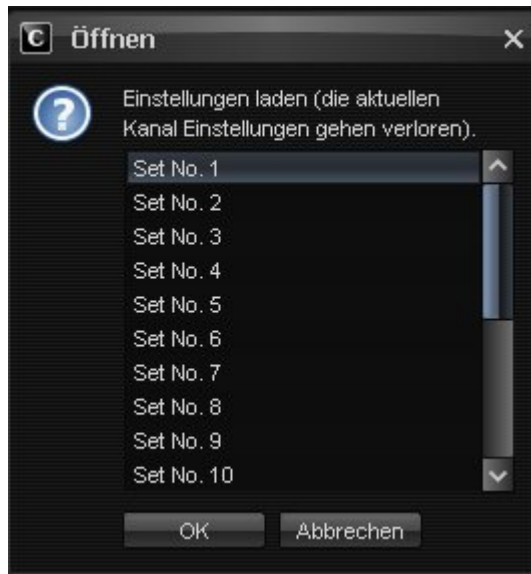 C Öffnen
Einstellungen laden (die aktuellen
Kanal Einstellungen gehen verloren).
Set No. 1
Set No. 2
Set No. 3
Set No. 4
Set No. 5
Set No. 6
Set No. 7
Set No. 8
Set No. 9
Set No. 10
OK Abbrechen